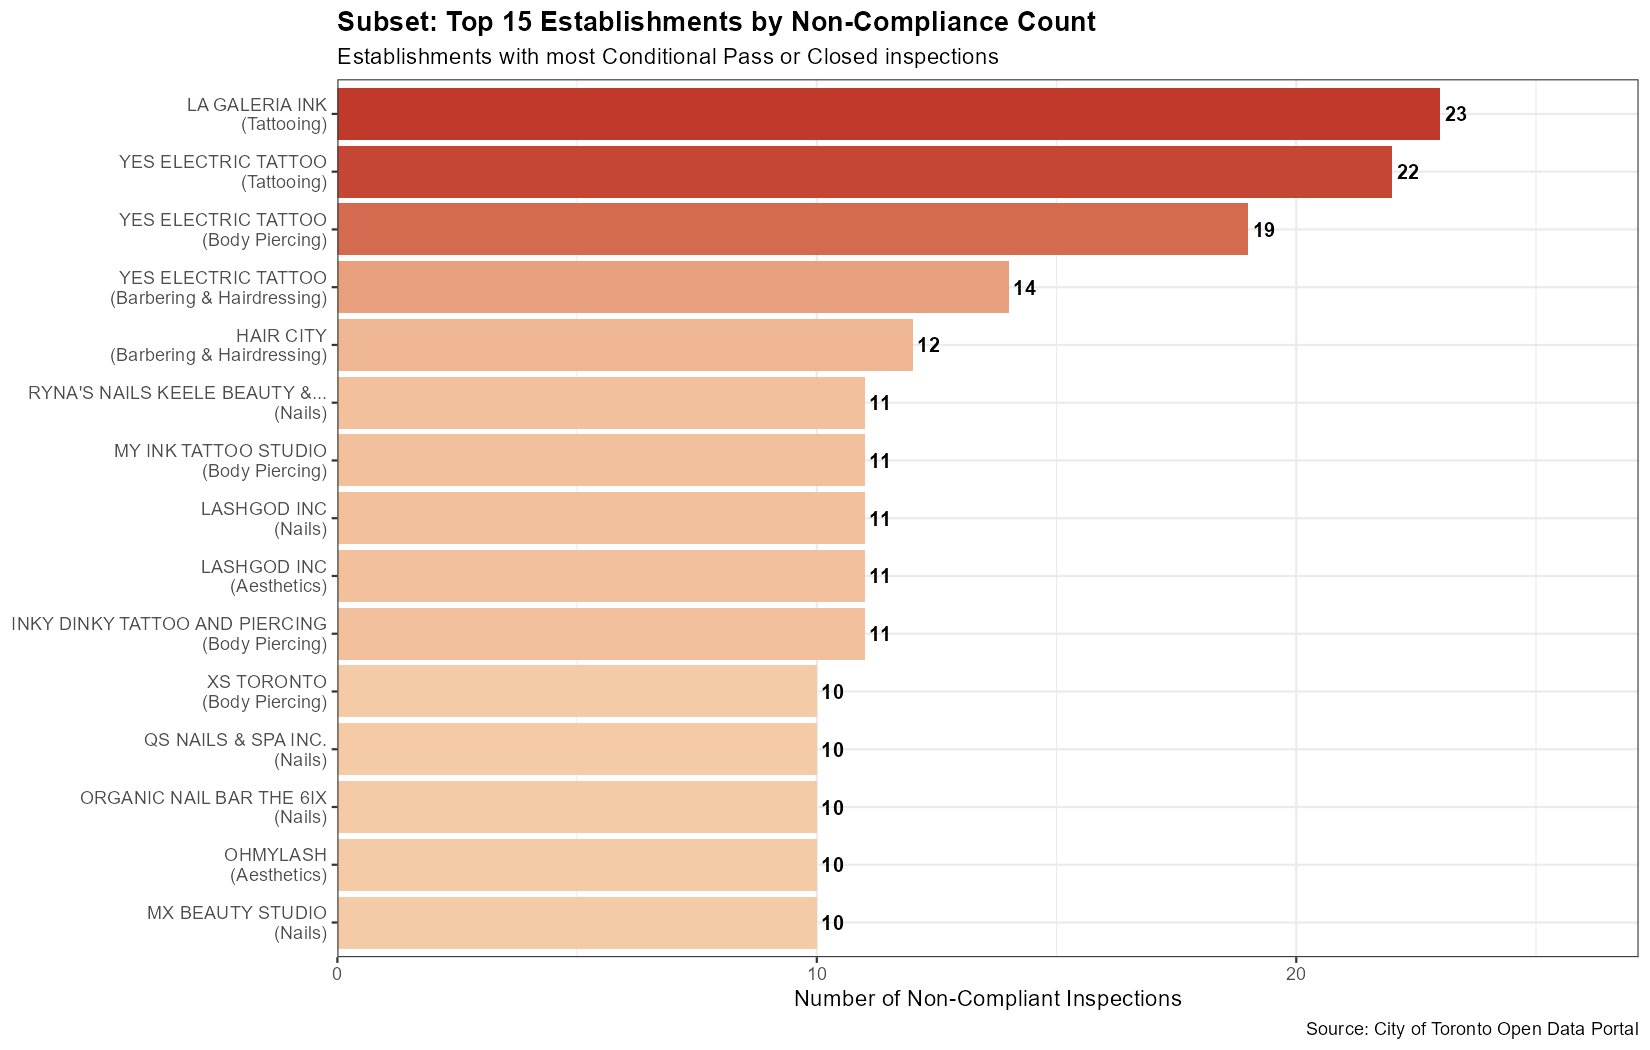 Subset: Top 15 Establishments by Non-Compliance Count
Establishments with most Conditional Pass or Closed inspections
LA GALERIA INK
(Tattooing)
23
YES ELECTRIC TATTOO
(Tattooing)
22
YES ELECTRIC TATTOO
(Body Piercing)
19
YES ELECTRIC TATTOO
(Barbering & Hairdressing)
14
HAIR CITY
(Barbering & Hairdressing)
12
RYNA'S NAILS KEELE BEAUTY &...
(Nails)
11
MY INK TATTOO STUDIO
(Body Piercing)
11
LASHGOD INC
(Nails)
11
LASHGOD INC
(Aesthetics)
11
INKY DINKY TATTOO AND PIERCING
(Body Piercing)
11
XS TORONTO
(Body Piercing)
10
QS NAILS & SPA INC.
(Nails)
10
ORGANIC NAIL BAR THE 6IX
(Nails)
10
OHMYLASH
(Aesthetics)
10
MX BEAUTY STUDIO
(Nails)
10
0 10 20
Number of Non-Compliant Inspections
Source: City of Toronto Open Data Portal